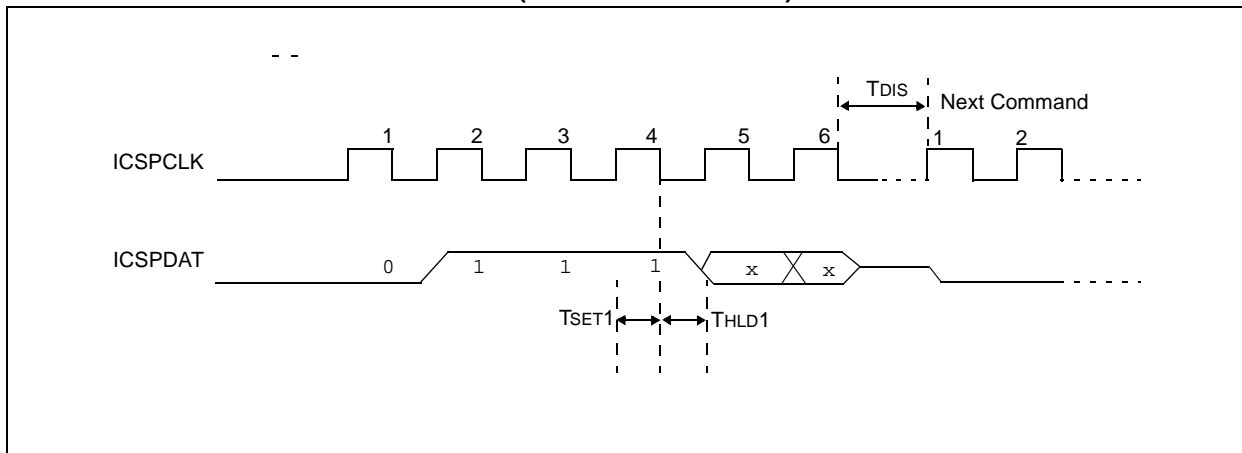 TDIS
Next Command
1 2 3 4 5 6 1 2
ICSPCLK
ICSPDAT
0 1 1 1 x x
TSET1 THLD1